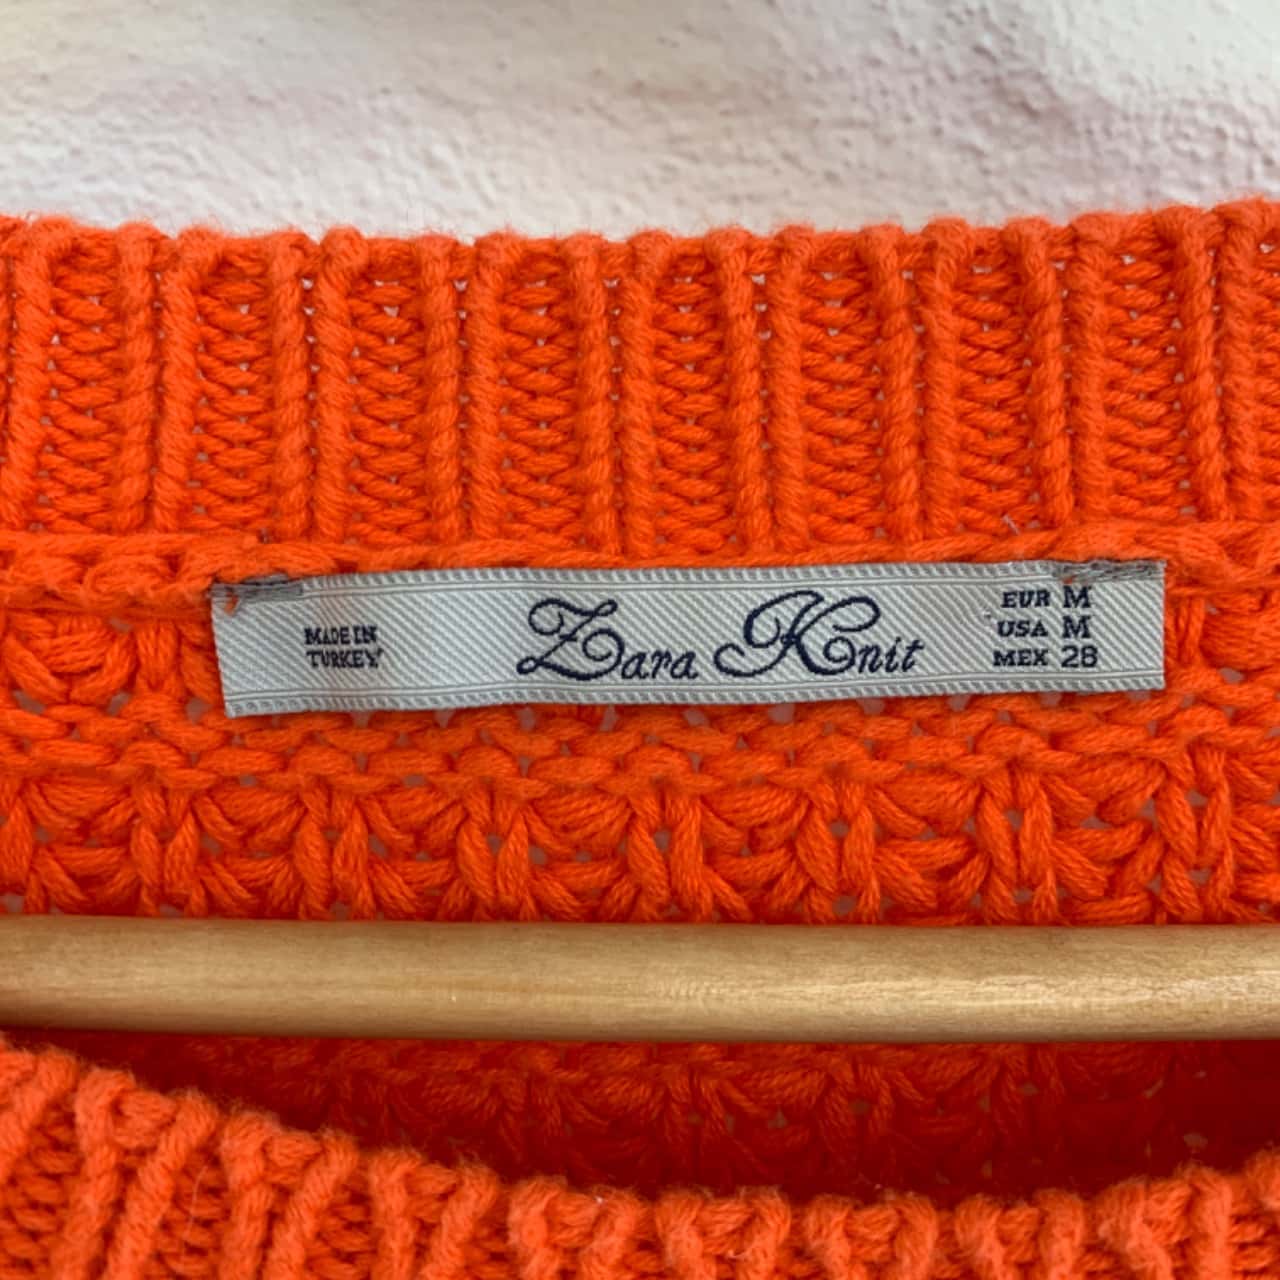 MADE IN
TURKEY
Zara Knit
EUR M
USA M
MEX 28